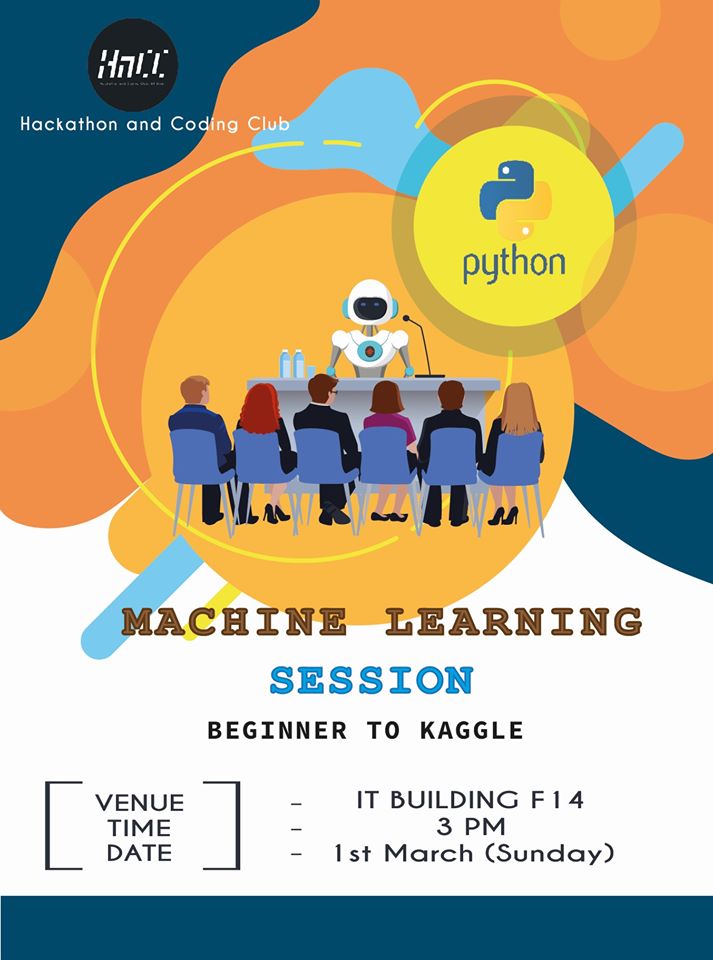 HnCC
Hackathon and Coding Club
python
MACHINE LEARNING
SESSION
BEGINNER TO KAGGLE
VENUE - IT BUILDING F14
TIME - 3 PM
DATE - 1st March (Sunday)